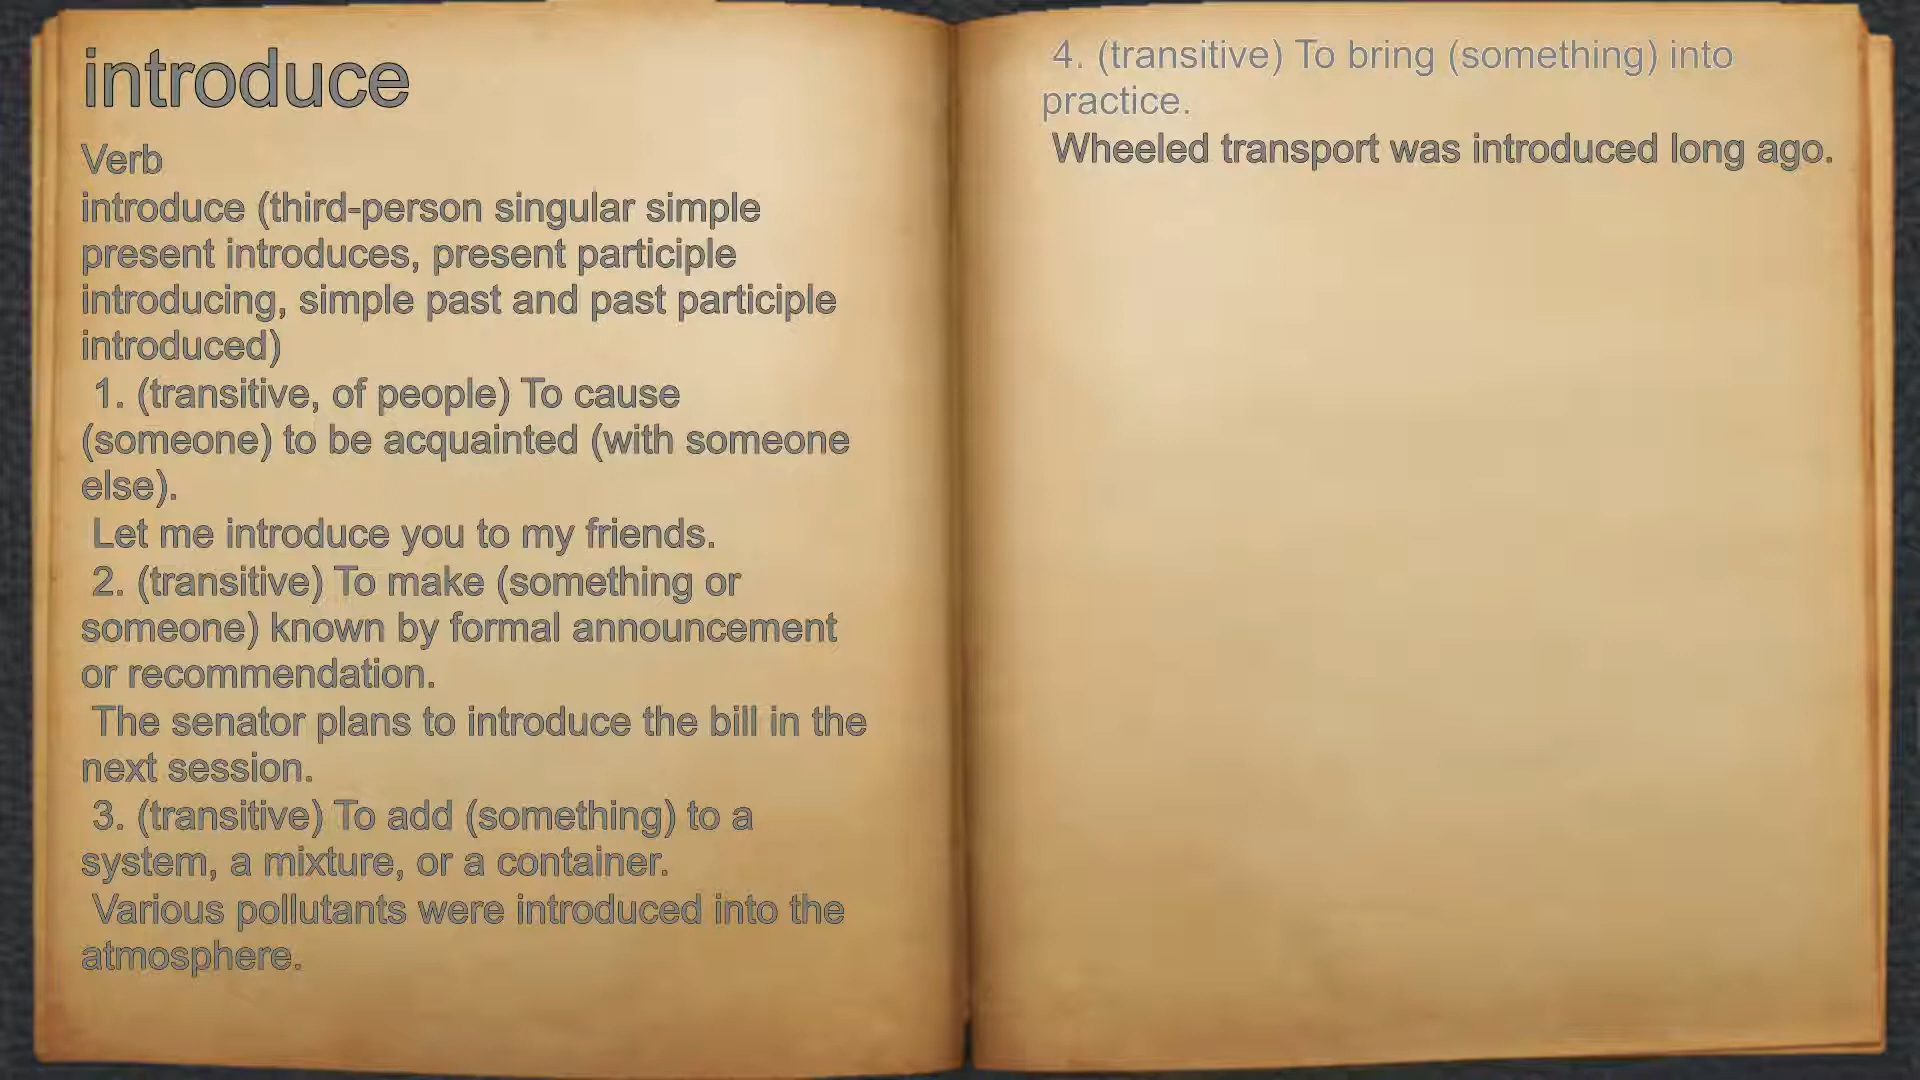 introduce
Verb
introduce (third-person singular simple
present introduces, present participle
introducing, simple past and past participle
introduced)
1. (transitive, of people) To cause
(someone) to be acquainted (with someone
else).
Let me introduce you to my friends.
2. (transitive) To make (something or
someone) known by formal announcement
or recommendation.
The senator plans to introduce the bill in the
next session.
3. (transitive) To add (something) to a
system, a mixture, or a container.
Various pollutants were introduced into the
atmosphere.
4. (transitive) To bring (something) into
practice.
Wheeled transport was introduced long ago.